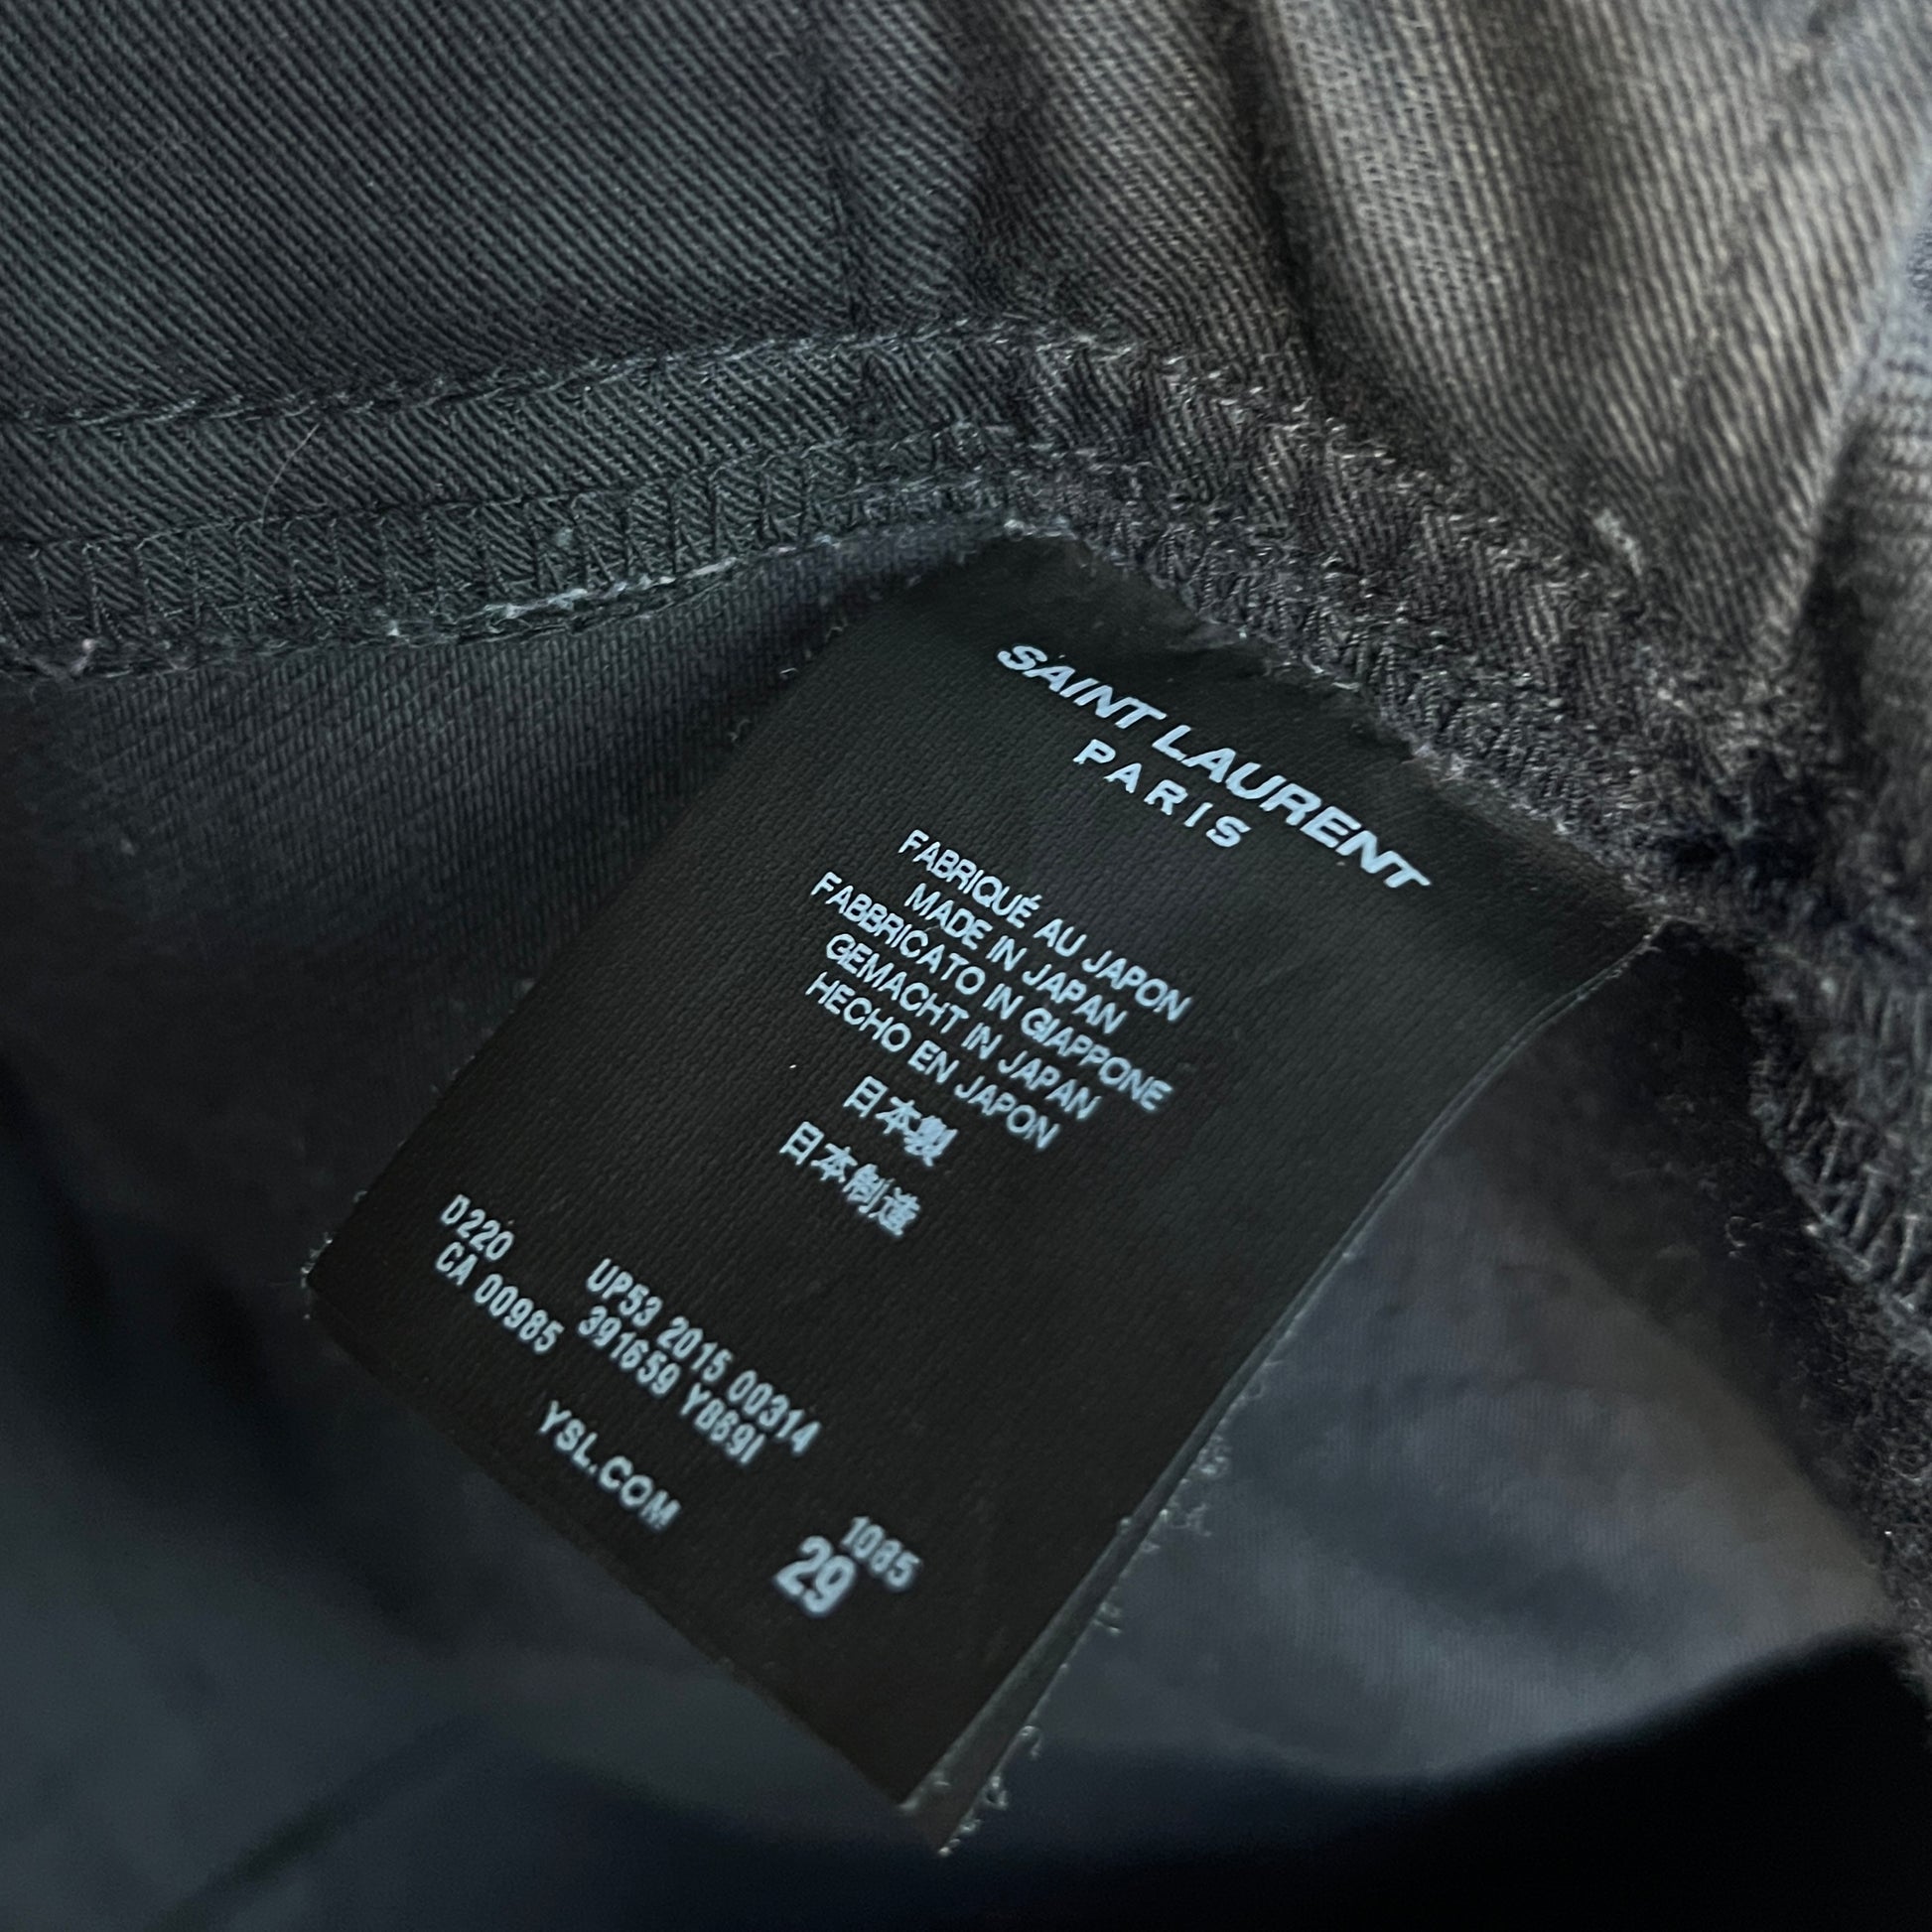 SAINT LAURENT
PARIS
FABRIQUÉ AU JAPON
MADE IN JAPAN
FABBRICATO IN GIAPPONE
GEMACHT IN JAPAN
HECHO EN JAPON
日本製
日本制造
D220 UP53 2015 00314
CA 00985 391659 YB69I
YSL.COM
1085
29